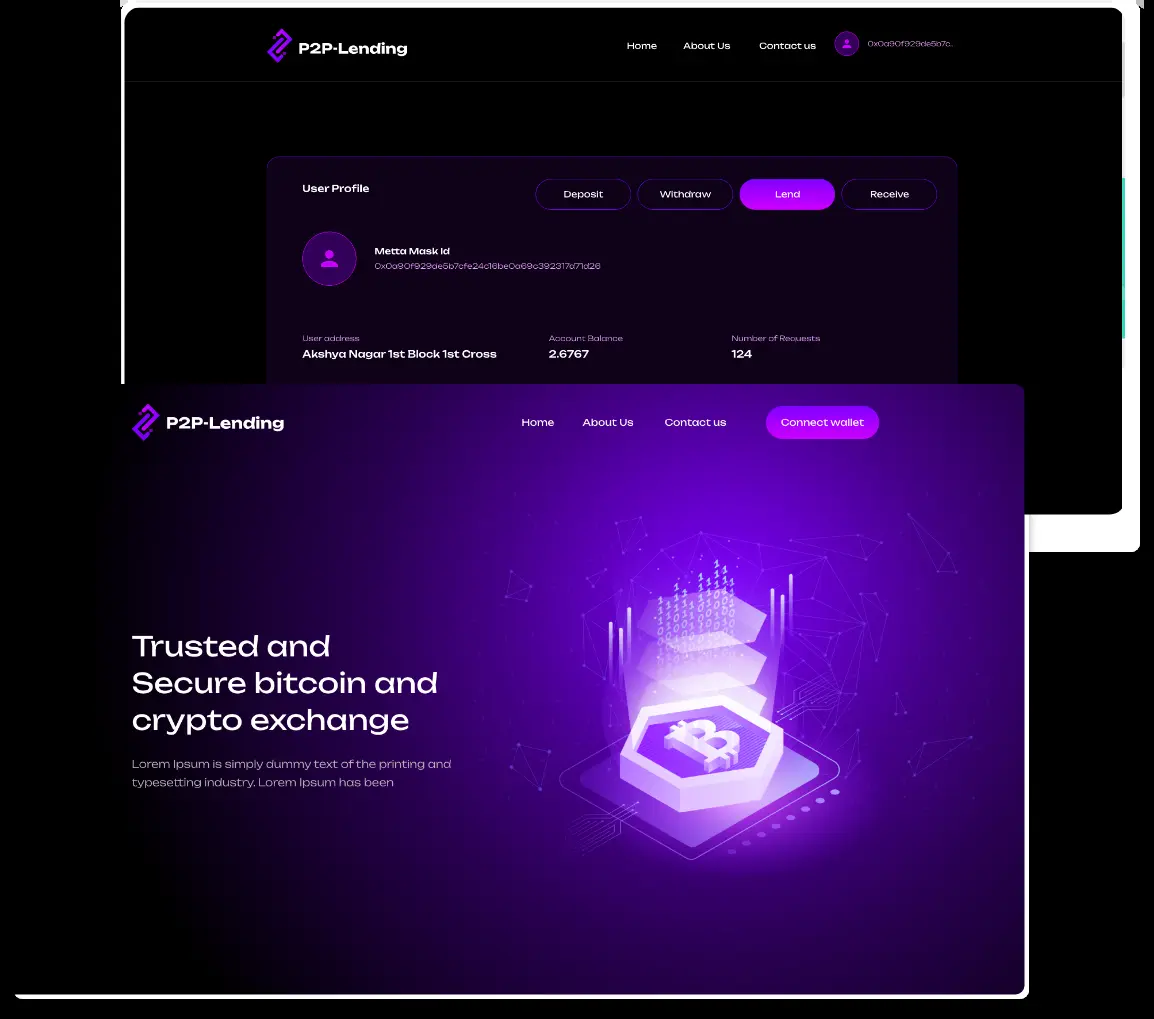 P2P-Lending
Home
About Us
Contact us
0x0a90f929de5b7c..
User Profile
Deposit
Withdraw
Lend
Receive
Metta Mask Id
0x0a90f929de5b7cfe24c16be0a69c392317d71d26
User address
Account Balance
Number of Requests
Akshya Nagar 1st Block 1st Cross
2.6767
124
P2P-Lending
Home
About Us
Contact us
Connect wallet
Trusted and
Secure bitcoin and
crypto exchange
Lorem Ipsum is simply dummy text of the printing and
typesetting industry. Lorem Ipsum has been